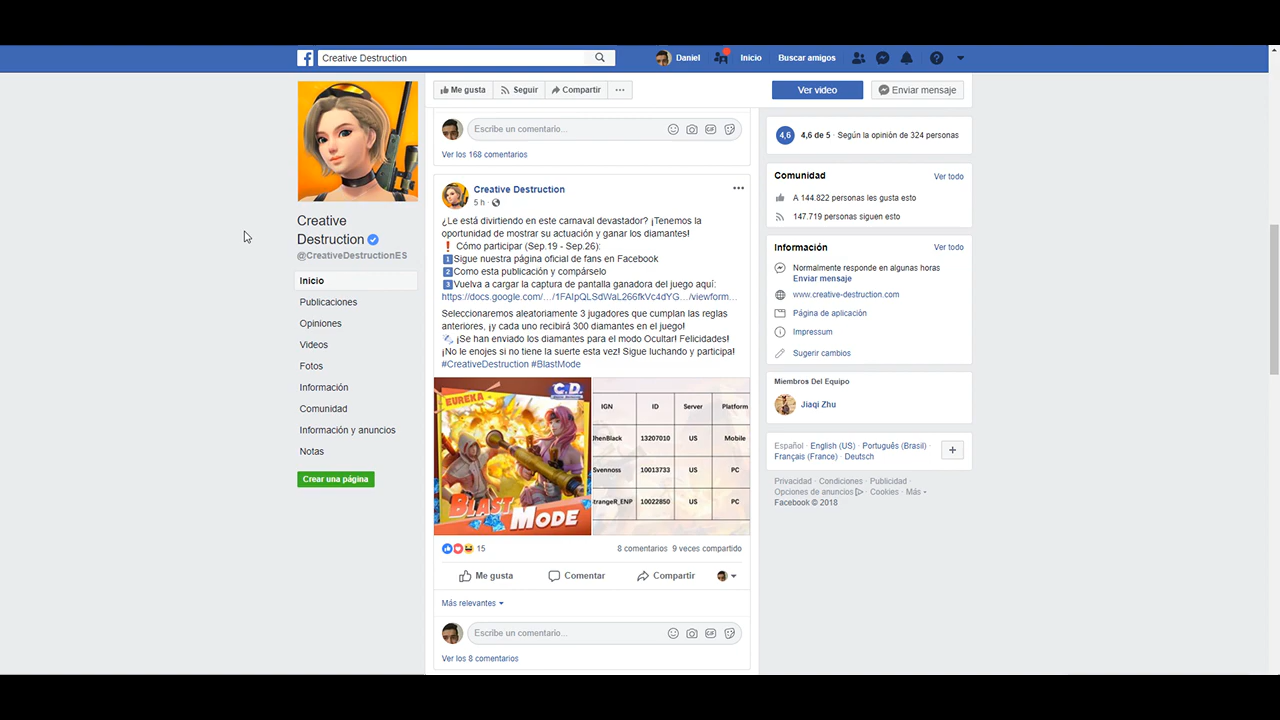 Creative Destruction
Daniel
Inicio
Buscar amigos
Me gusta
Seguir
Compartir
Ver video
Enviar mensaje
Creative
Destruction
@CreativeDestructionES
Inicio
Publicaciones
Opiniones
Videos
Fotos
Información
Comunidad
Información y anuncios
Notas
Crear una página
Escribe un comentario...
Ver los 168 comentarios
Creative Destruction
5 h ·
¿Le está divirtiendo en este carnaval devastador? ¡Tenemos la
oportunidad de mostrar su actuación y ganar los diamantes!
❗ Cómo participar (Sep.19 - Sep.26):
1️⃣Sigue nuestra página oficial de fans en Facebook
2️⃣Como esta publicación y compárselo
3️⃣Vuelva a cargar la captura de pantalla ganadora del juego aquí:
https://docs.google.com/.../1FAIpQLSdWaL266fkVc4dYG.../viewform...
Seleccionaremos aleatoriamente 3 jugadores que cumplan las reglas
anteriores, ¡y cada uno recibirá 300 diamantes en el juego!
¡Se han enviado los diamantes para el modo Ocultar! Felicidades!
¡No le enojes si no tiene la suerte esta vez! Sigue luchando y participa!
#CreativeDestruction #BlastMode
EUREKA
C.D.
BLAST MODE
IGN ID Server Platform
JhenBlack 13207010 US Mobile
Svennoss 10013733 US PC
trangeR_ENP 10022850 US PC
15
8 comentarios 9 veces compartido
Me gusta
Comentar
Compartir
Más relevantes
Escribe un comentario...
Ver los 8 comentarios
4,6
4,6 de 5 · Según la opinión de 324 personas
Comunidad
Ver todo
A 144.822 personas les gusta esto
147.719 personas siguen esto
Información
Ver todo
Normalmente responde en algunas horas
Enviar mensaje
www.creative-destruction.com
Página de aplicación
Impressum
Sugerir cambios
Miembros Del Equipo
Jiaqi Zhu
Español · English (US) · Português (Brasil) ·
Français (France) · Deutsch
Privacidad · Condiciones · Publicidad ·
Opciones de anuncios · Cookies · Más
Facebook © 2018